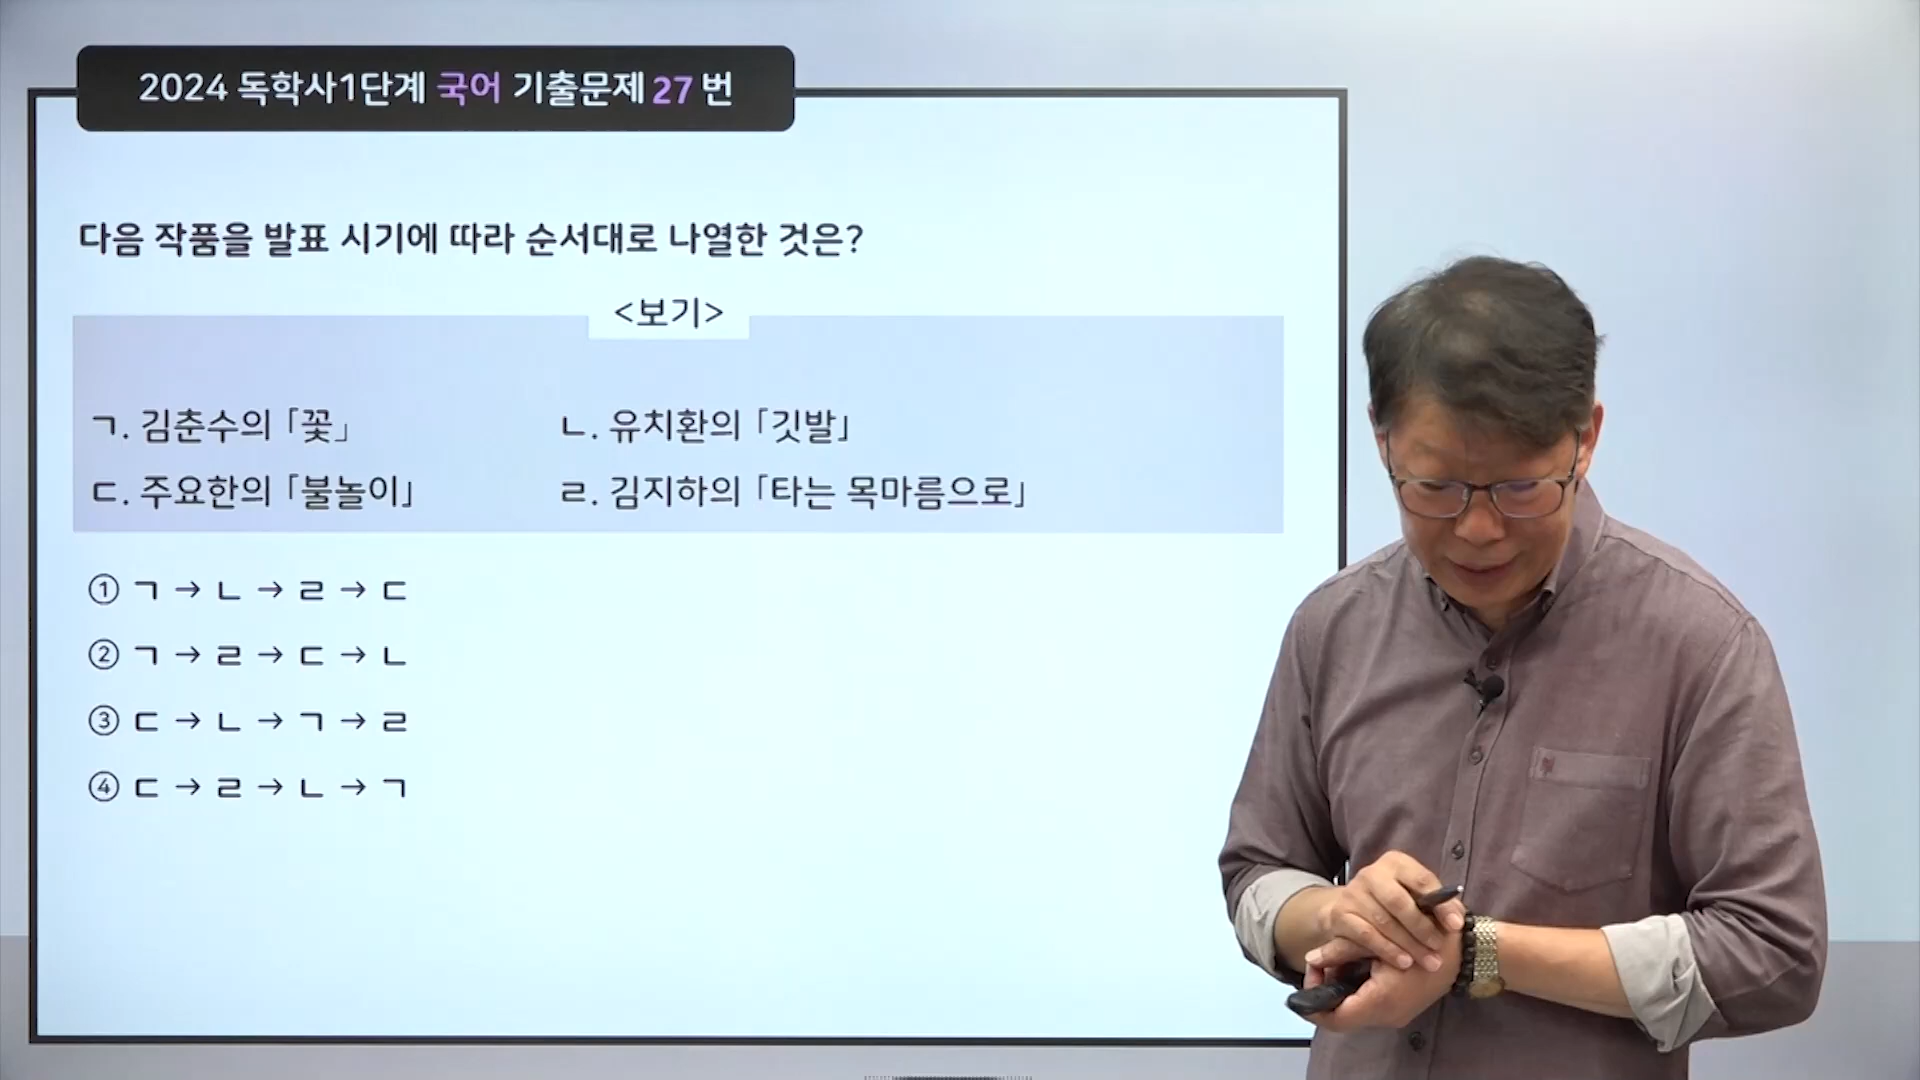 2024 독학사1단계 국어 기출문제 27 번
다음 작품을 발표 시기에 따라 순서대로 나열한 것은?
<보기>
ㄱ. 김춘수의 「꽃」 ㄴ. 유치환의 「깃발」
ㄷ. 주요한의 「불놀이」 ㄹ. 김지하의 「타는 목마름으로」
① ㄱ → ㄴ → ㄹ → ㄷ
② ㄱ → ㄹ → ㄷ → ㄴ
③ ㄷ → ㄴ → ㄱ → ㄹ
④ ㄷ → ㄹ → ㄴ → ㄱ